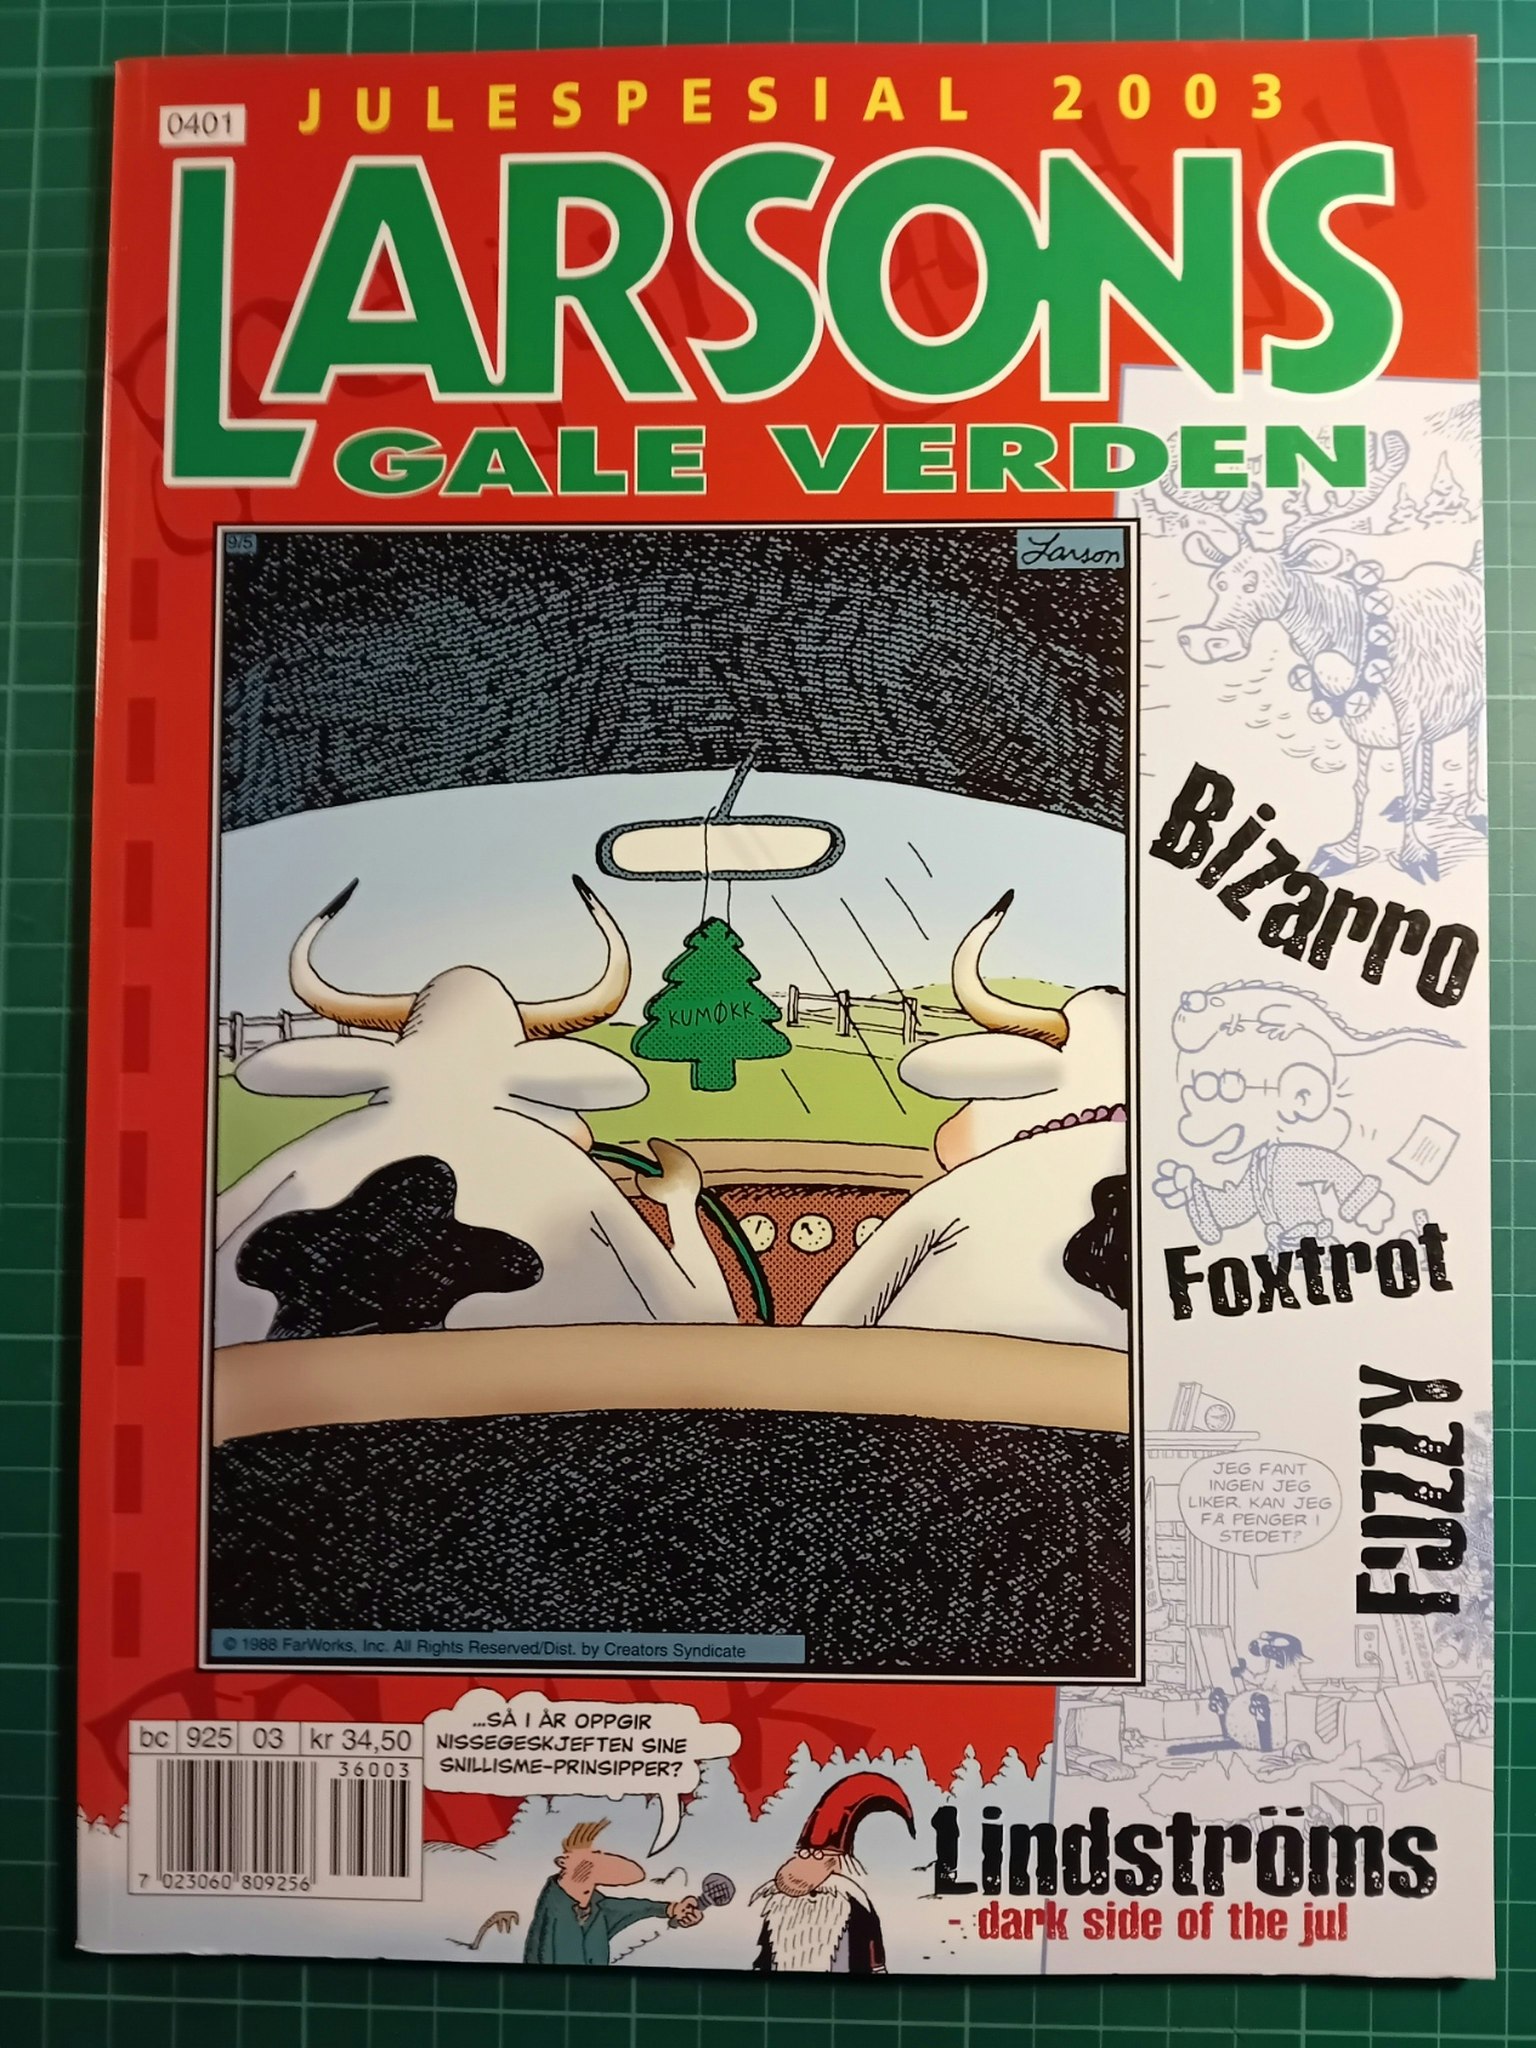 JULESPESIAL 2003
0401
LARSONS
GALE VERDEN
9/5
Larson
KUMØKK
Bizarro
Foxtrot
FUZZY
JEG FANT
INGEN JEG
LIKER. KAN JEG
FÅ PENGER I
STEDET?
© 1988 FarWorks, Inc. All Rights Reserved/Dist. by Creators Syndicate
bc 925 03 kr 34,50
36003
7 023060 809256
...SÅ I ÅR OPPGIR
NISSEGESKJEFTEN SINE
SNILLISME-PRINSIPPER?
Lindströms
- dark side of the jul